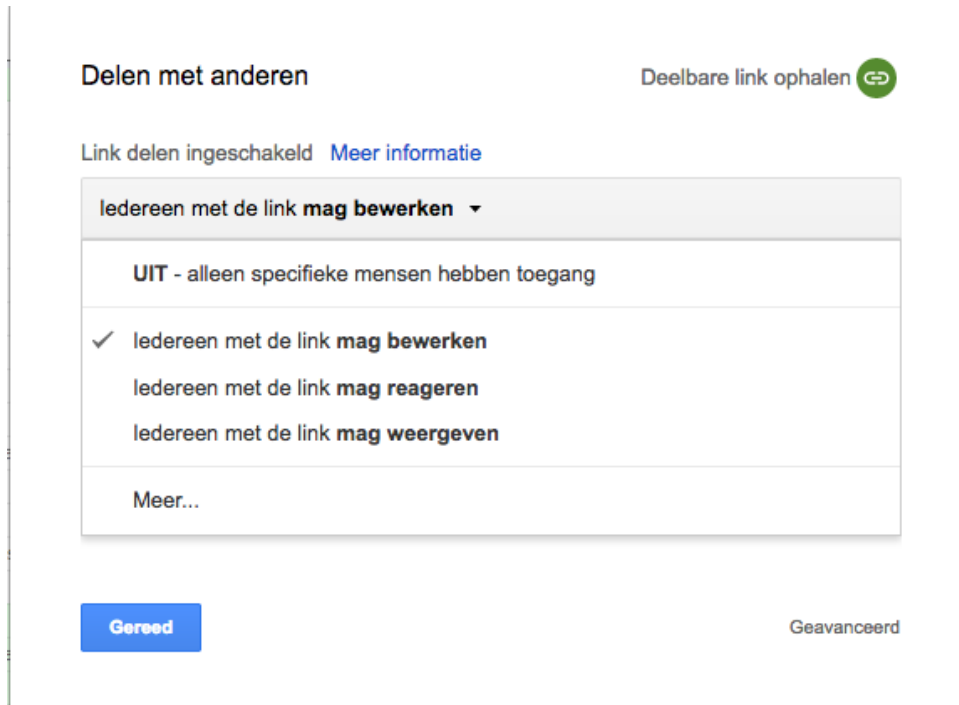 Delen met anderen
Deelbare link ophalen
Link delen ingeschakeld Meer informatie
Iedereen met de link mag bewerken
UIT - alleen specifieke mensen hebben toegang
Iedereen met de link mag bewerken
Iedereen met de link mag reageren
Iedereen met de link mag weergeven
Meer...
Gereed
Geavanceerd